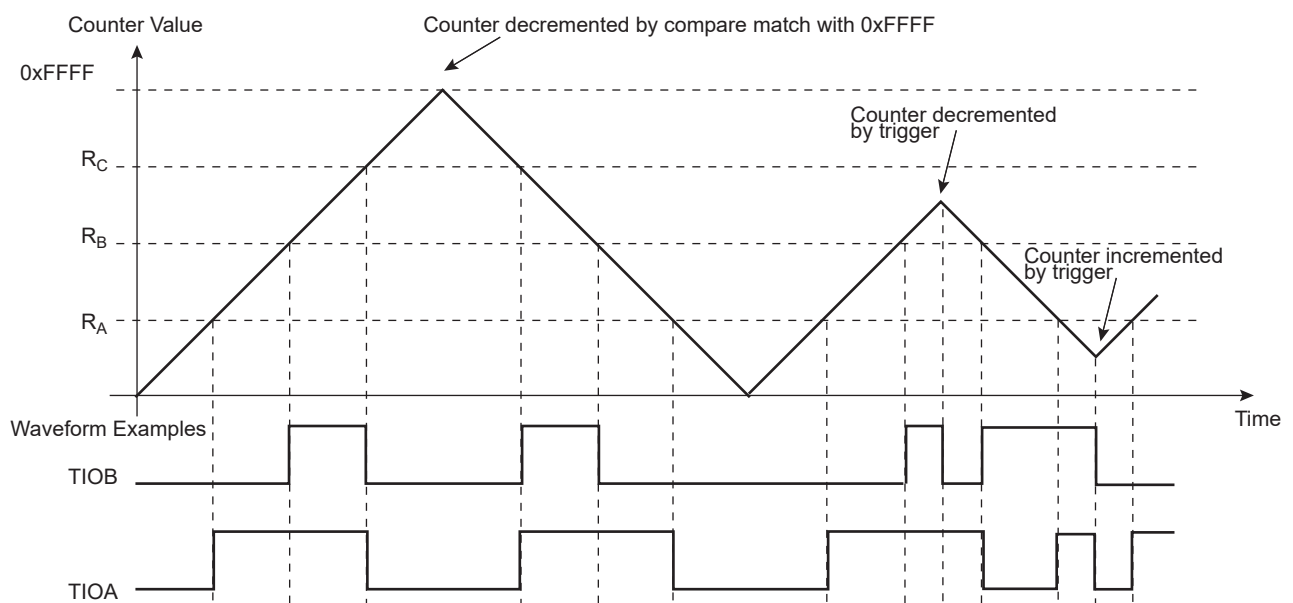 Counter Value
Counter decremented by compare match with 0xFFFF
0xFFFF
Counter decremented
by trigger
RC
RB
Counter incremented
by trigger
RA
Time
Waveform Examples
TIOB
TIOA